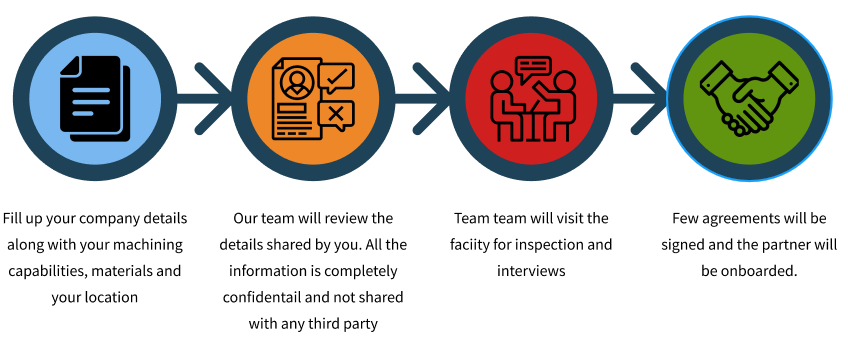 Fill up your company details
along with your machining
capabilities, materials and
your location
Our team will review the
details shared by you. All the
information is completely
confidentail and not shared
with any third party
Team team will visit the
faciity for inspection and
interviews
Few agreements will be
signed and the partner will
be onboarded.